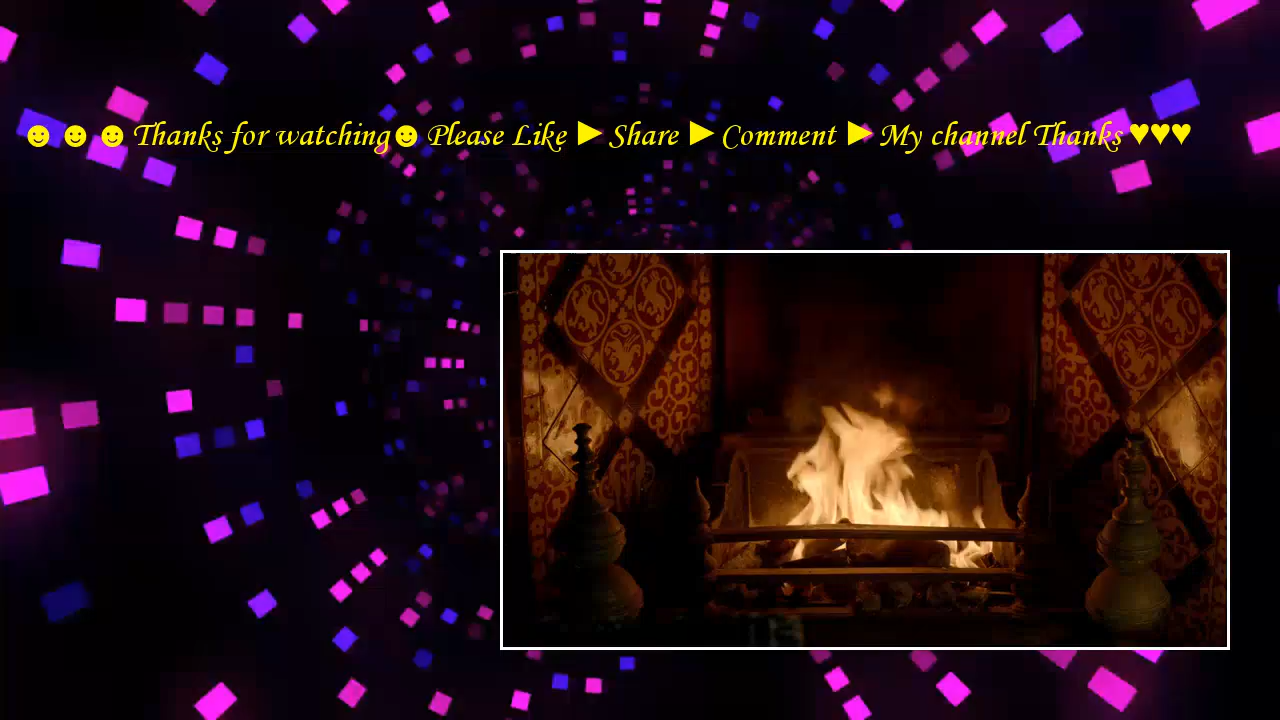 ☻ ☻ ☻ Thanks for watching☻ Please Like ► Share ► Comment ► My channel Thanks ♥♥♥